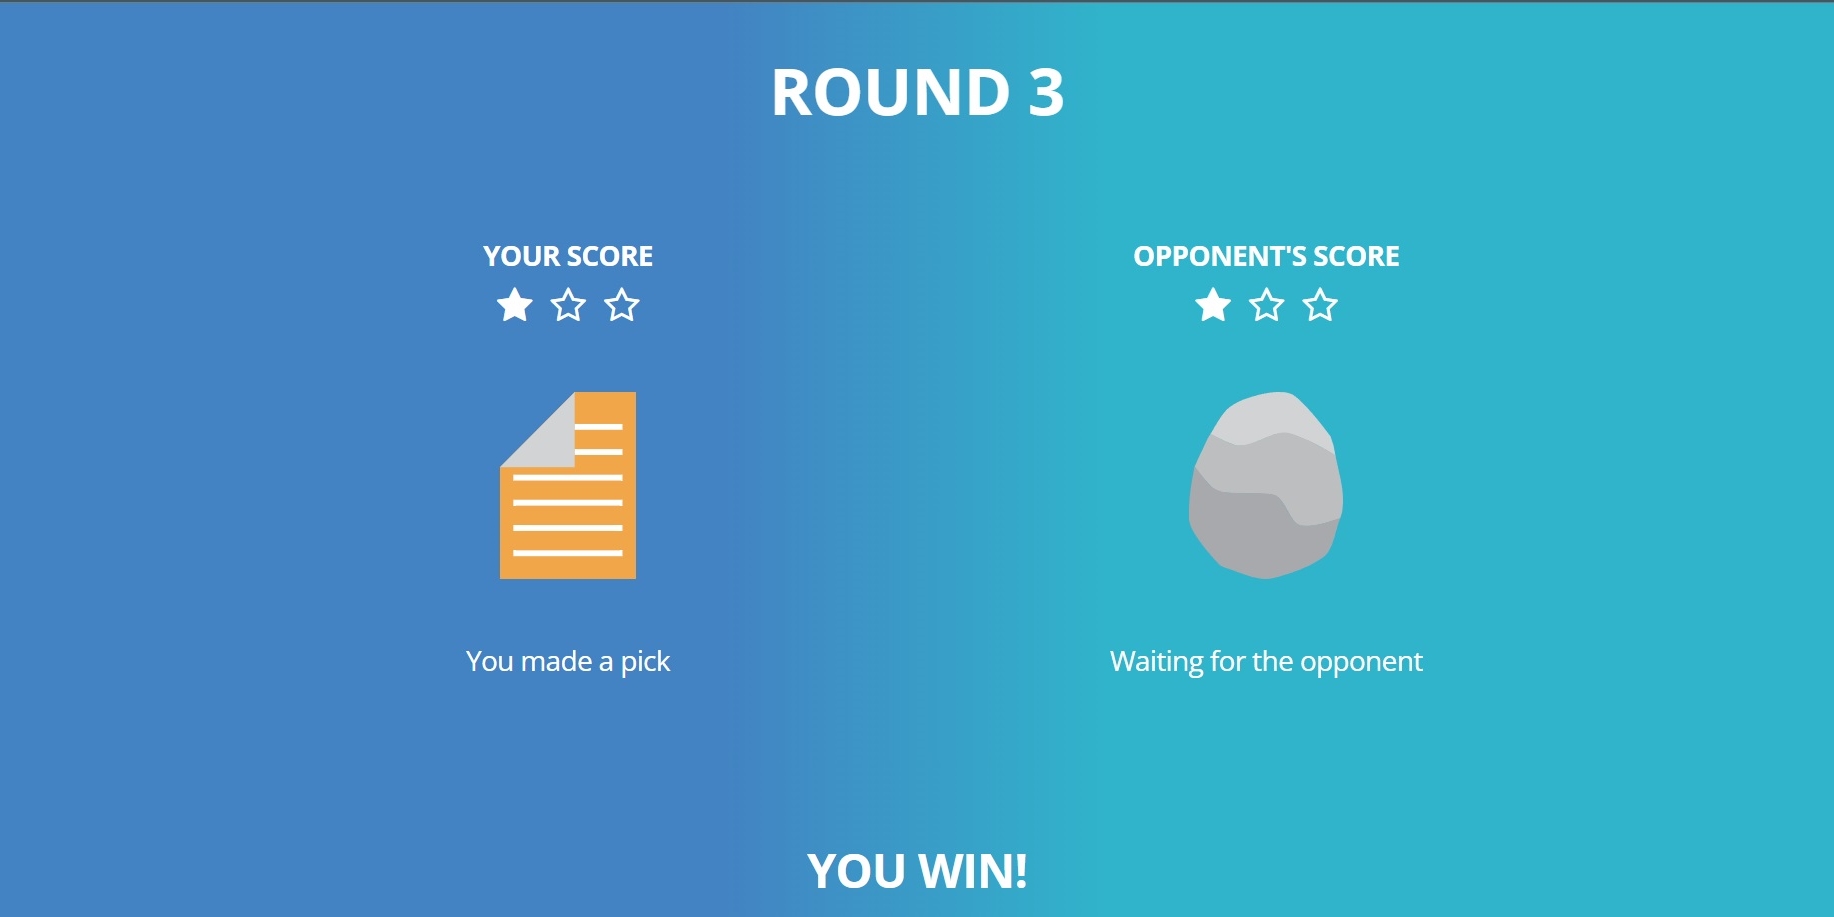 ROUND 3
YOUR SCORE
OPPONENT'S SCORE
You made a pick
Waiting for the opponent
YOU WIN!